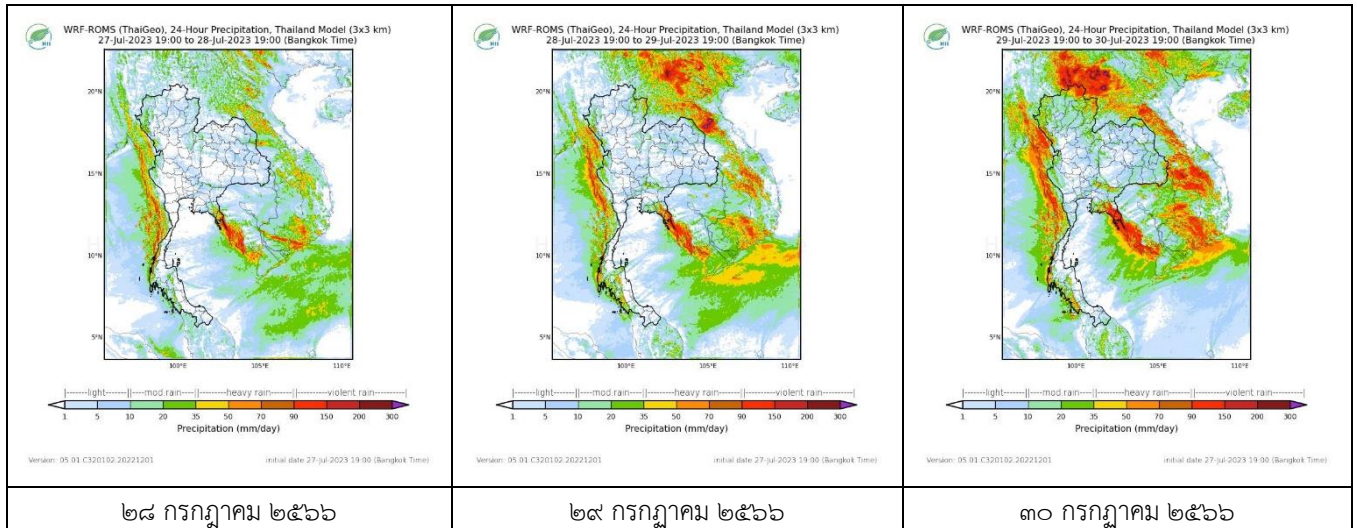 WRF-ROMS (ThaiGeo), 24-Hour Precipitation, Thailand Model (3x3 km)
27-Jul-2023 19:00 to 28-Jul-2023 19:00 (Bangkok Time)
20°N
15°N
10°N
5°N
100°E
105°E
110°E
|-------light-------||----mod.rain----||-------heavy rain-------||------violent rain------|
1 5 10 20 35 50 70 90 150 200 300
Precipitation (mm/day)
Version: 05.01.C320102.20221201
initial date 27-Jul-2023 19:00 (Bangkok Time)
๒๘ กรกฎาคม ๒๕๖๖
WRF-ROMS (ThaiGeo), 24-Hour Precipitation, Thailand Model (3x3 km)
28-Jul-2023 19:00 to 29-Jul-2023 19:00 (Bangkok Time)
20°N
15°N
10°N
5°N
100°E
105°E
110°E
|-------light-------||----mod.rain----||-------heavy rain-------||------violent rain------|
1 5 10 20 35 50 70 90 150 200 300
Precipitation (mm/day)
Version: 05.01.C320102.20221201
initial date 27-Jul-2023 19:00 (Bangkok Time)
๒๙ กรกฎาคม ๒๕๖๖
WRF-ROMS (ThaiGeo), 24-Hour Precipitation, Thailand Model (3x3 km)
29-Jul-2023 19:00 to 30-Jul-2023 19:00 (Bangkok Time)
20°N
15°N
10°N
5°N
100°E
105°E
110°E
|-------light-------||----mod.rain----||-------heavy rain-------||------violent rain------|
1 5 10 20 35 50 70 90 150 200 300
Precipitation (mm/day)
Version: 05.01.C320102.20221201
initial date 27-Jul-2023 19:00 (Bangkok Time)
๓๐ กรกฎาคม ๒๕๖๖